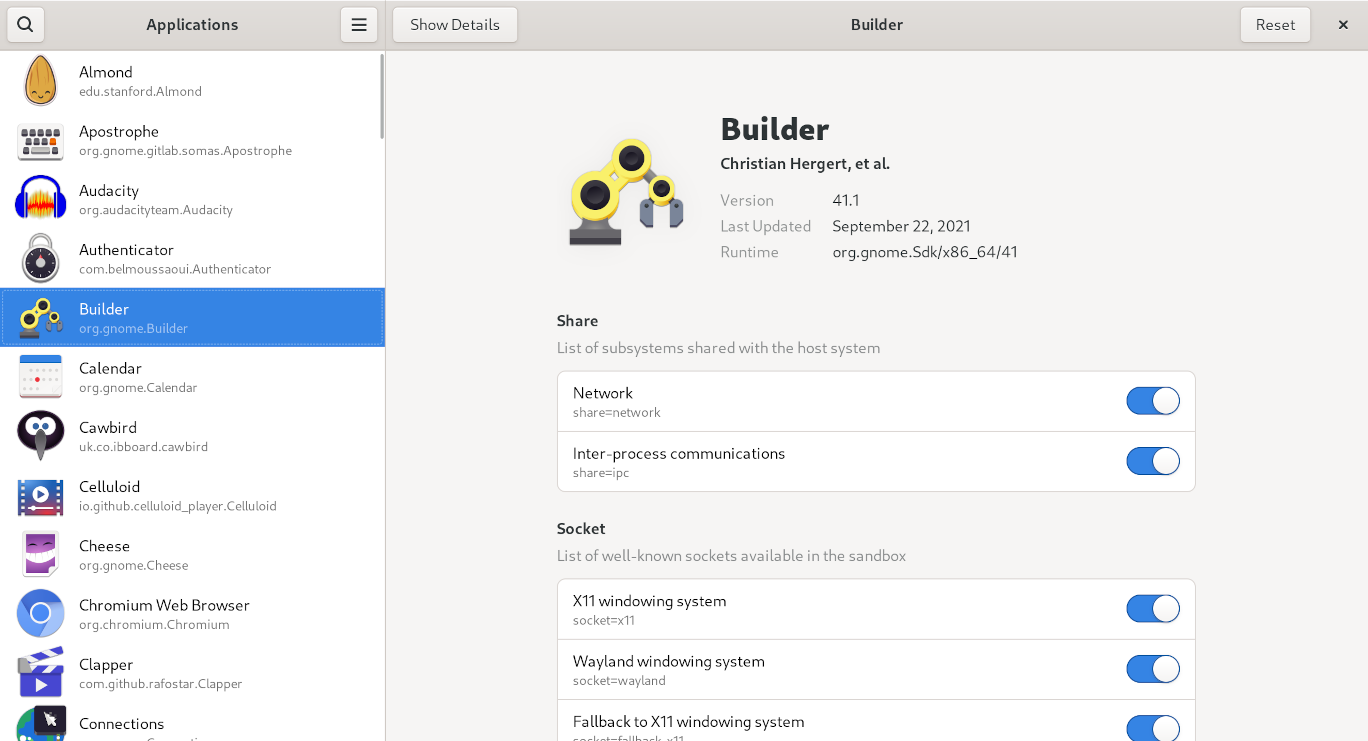 Applications
Show Details
Builder
Reset
Almond
edu.stanford.Almond
Apostrophe
org.gnome.gitlab.somas.Apostrophe
Audacity
org.audacityteam.Audacity
Authenticator
com.belmoussaoui.Authenticator
Builder
org.gnome.Builder
Calendar
org.gnome.Calendar
Cawbird
uk.co.ibboard.cawbird
Celluloid
io.github.celluloid_player.Celluloid
Cheese
org.gnome.Cheese
Chromium Web Browser
org.chromium.Chromium
Clapper
com.github.rafostar.Clapper
Connections
Builder
Christian Hergert, et al.
Version 41.1
Last Updated September 22, 2021
Runtime org.gnome.Sdk/x86_64/41
Share
List of subsystems shared with the host system
Network
share=network
Inter-process communications
share=ipc
Socket
List of well-known sockets available in the sandbox
X11 windowing system
socket=x11
Wayland windowing system
socket=wayland
Fallback to X11 windowing system
socket=fallback-x11